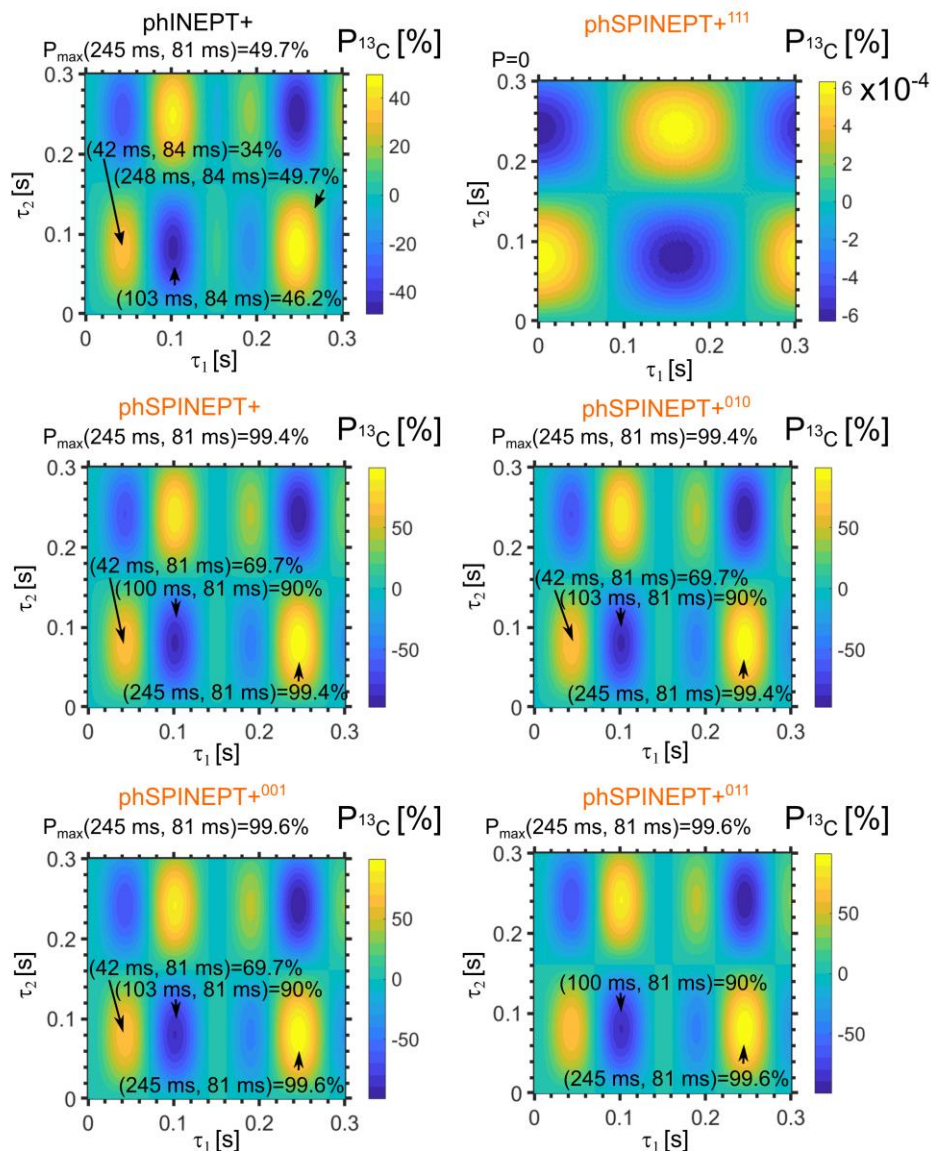 phINEPT+
Pmax(245 ms, 81 ms)=49.7%
P13C [%]
0.3
0.2
0.1
0
τ2 [s]
(42 ms, 84 ms)=34%
(248 ms, 84 ms)=49.7%
(103 ms, 84 ms)=46.2%
0
0.1
0.2
0.3
τ1 [s]
40
20
0
-20
-40
phSPINEPT+111
P=0
P13C [%]
x10-4
0.3
0.2
0.1
0
τ2 [s]
0
0.1
0.2
0.3
τ1 [s]
6
4
2
0
-2
-4
-6
phSPINEPT+
Pmax(245 ms, 81 ms)=99.4%
P13C [%]
0.3
0.2
0.1
0
τ2 [s]
(42 ms, 81 ms)=69.7%
(100 ms, 81 ms)=90%
(245 ms, 81 ms)=99.4%
0
0.1
0.2
0.3
τ1 [s]
50
0
-50
phSPINEPT+010
Pmax(245 ms, 81 ms)=99.4%
P13C [%]
0.3
0.2
0.1
0
τ2 [s]
(42 ms, 81 ms)=69.7%
(103 ms, 81 ms)=90%
(245 ms, 81 ms)=99.4%
0
0.1
0.2
0.3
τ1 [s]
50
0
-50
phSPINEPT+001
Pmax(245 ms, 81 ms)=99.6%
P13C [%]
0.3
0.2
0.1
0
τ2 [s]
(42 ms, 81 ms)=69.7%
(103 ms, 81 ms)=90%
(245 ms, 81 ms)=99.6%
0
0.1
0.2
0.3
τ1 [s]
50
0
-50
phSPINEPT+011
Pmax(245 ms, 81 ms)=99.6%
P13C [%]
0.3
0.2
0.1
0
τ2 [s]
(100 ms, 81 ms)=90%
(245 ms, 81 ms)=99.6%
0
0.1
0.2
0.3
τ1 [s]
50
0
-50